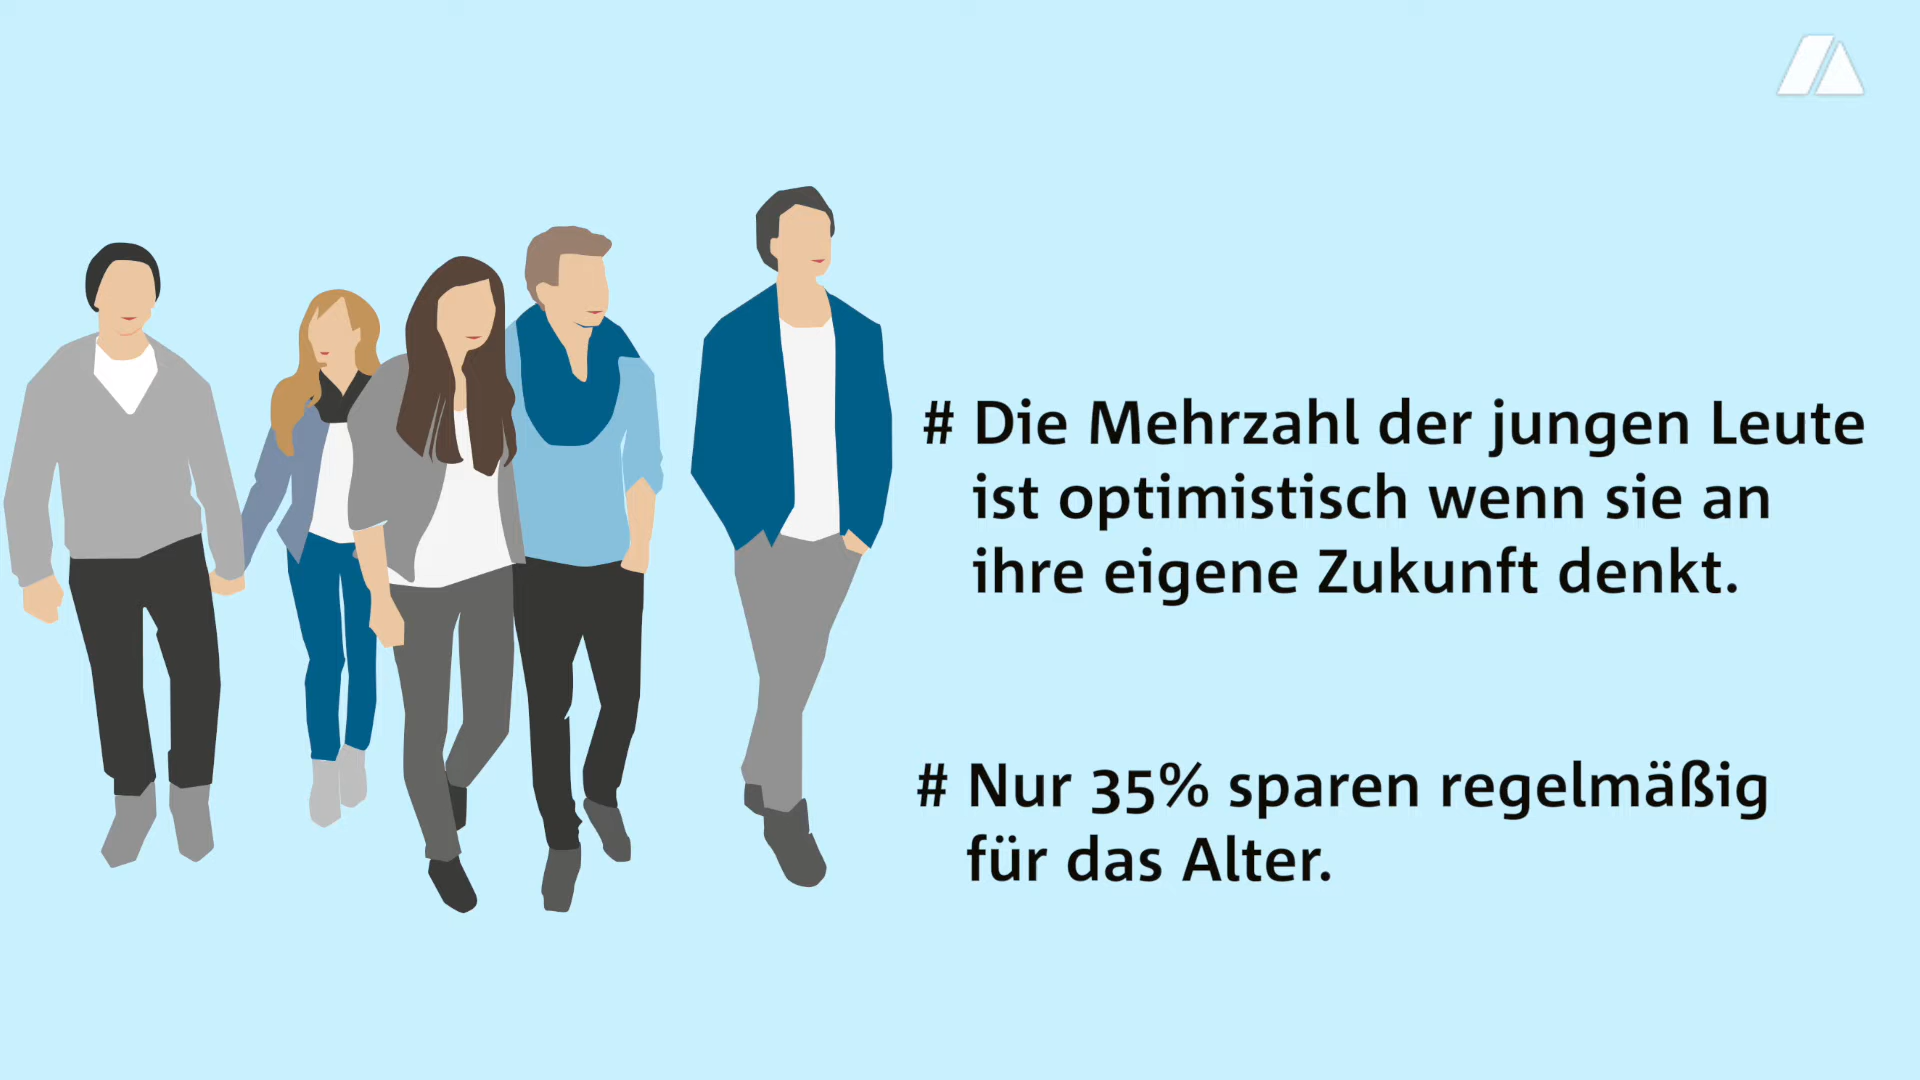 # Die Mehrzahl der jungen Leute
ist optimistisch wenn sie an
ihre eigene Zukunft denkt.
# Nur 35% sparen regelmäßig
für das Alter.